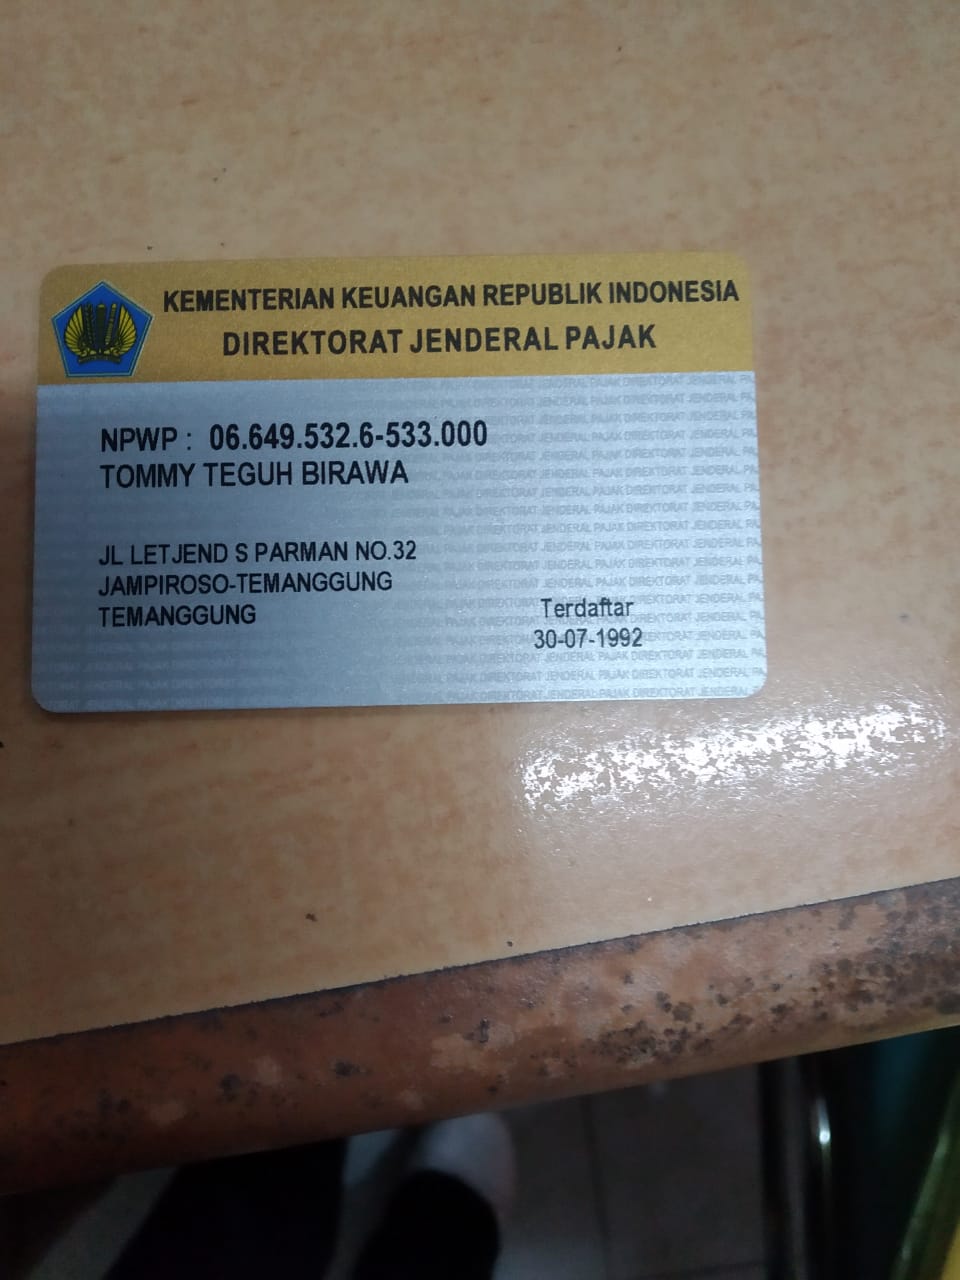 KEMENTERIAN KEUANGAN REPUBLIK INDONESIA
DIREKTORAT JENDERAL PAJAK
NPWP : 06.649.532.6-533.000
TOMMY TEGUH BIRAWA
JL LETJEND S PARMAN NO.32
JAMPIROSO-TEMANGGUNG
TEMANGGUNG
Terdaftar
30-07-1992